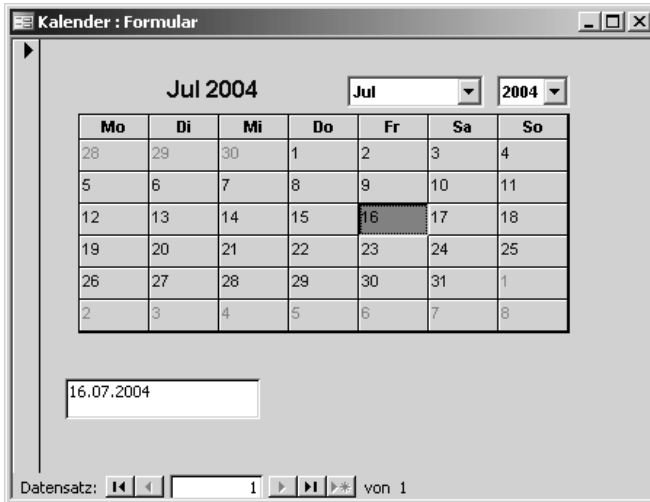 Kalender : Formular
Jul 2004 Jul 2004
Mo Di Mi Do Fr Sa So
28 29 30 1 2 3 4
5 6 7 8 9 10 11
12 13 14 15 16 17 18
19 20 21 22 23 24 25
26 27 28 29 30 31 1
2 3 4 5 6 7 8
16.07.2004
Datensatz: 1 von 1